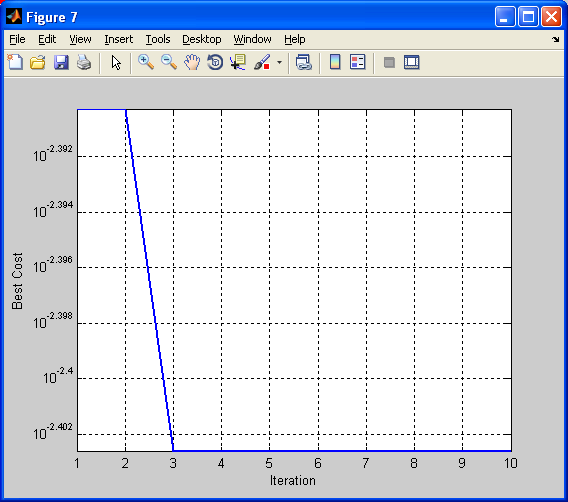 Figure 7
File Edit View Insert Tools Desktop Window Help
10^-2.392
10^-2.394
10^-2.396
10^-2.398
10^-2.4
10^-2.402
Best Cost
1 2 3 4 5 6 7 8 9 10
Iteration